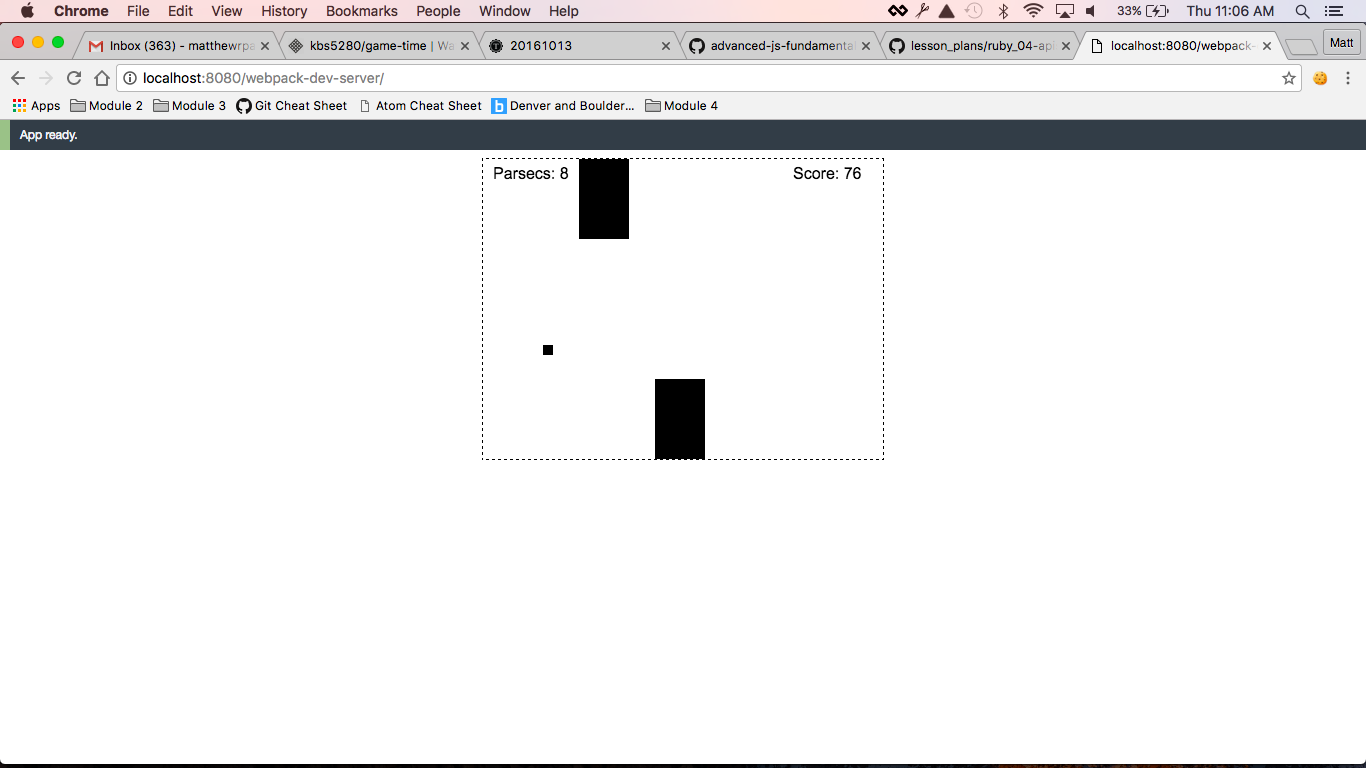 Chrome File Edit View History Bookmarks People Window Help 33% Thu 11:06 AM
Inbox (363) - matthewrpa kbs5280/game-time | Wa 20161013 advanced-js-fundamenta lesson_plans/ruby_04-ap localhost:8080/webpack- Matt
localhost:8080/webpack-dev-server/
Apps Module 2 Module 3 Git Cheat Sheet Atom Cheat Sheet Denver and Boulder... Module 4
App ready.
Parsecs: 8 Score: 76